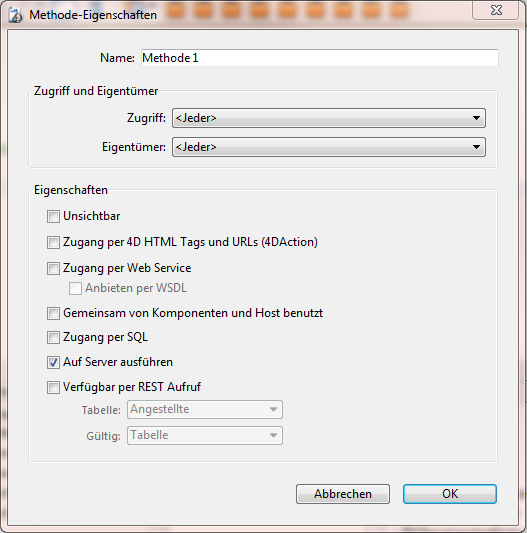 Methode-Eigenschaften
Name: Methode 1
Zugriff und Eigentümer
Zugriff: <Jeder>
Eigentümer: <Jeder>
Eigenschaften
Unsichtbar
Zugang per 4D HTML Tags und URLs (4DAction)
Zugang per Web Service
Anbieten per WSDL
Gemeinsam von Komponenten und Host benutzt
Zugang per SQL
Auf Server ausführen
Verfügbar per REST Aufruf
Tabelle: Angestellte
Gültig: Tabelle
Abbrechen OK